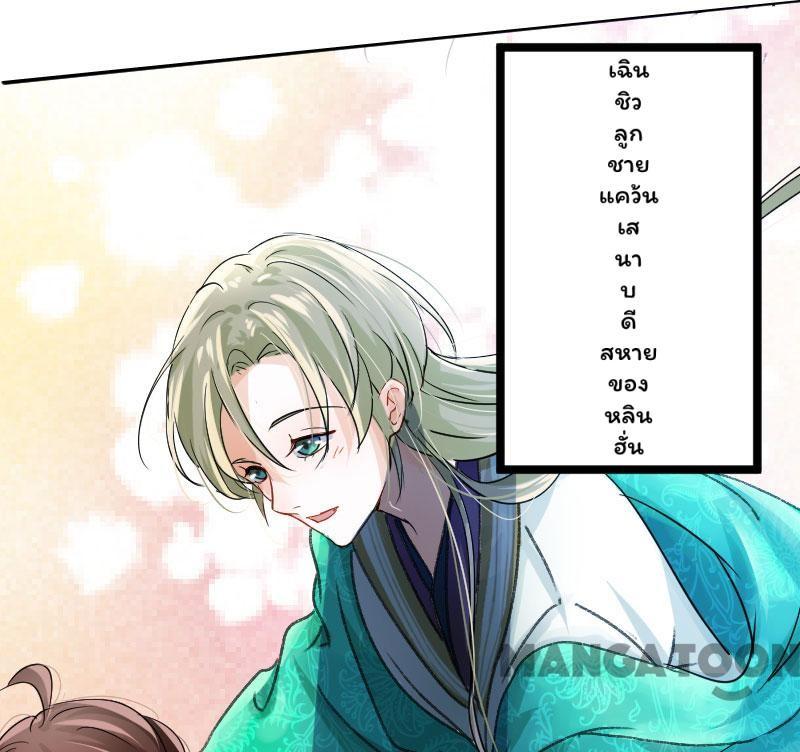 เฉิน
ชิว
ลูก
ชาย
แคว้น
เส
นา
บ
ดี
สหาย
ของ
หลิน
ฮั่น
MANGATOON